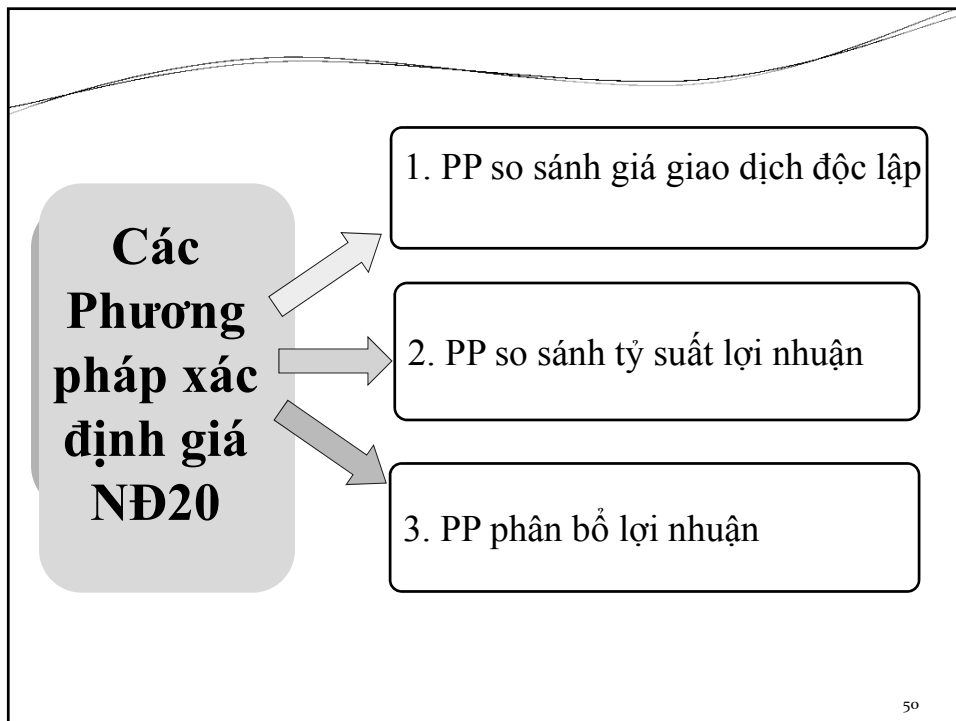 Các
Phương
pháp xác
định giá
NĐ20
1. PP so sánh giá giao dịch độc lập
2. PP so sánh tỷ suất lợi nhuận
3. PP phân bổ lợi nhuận
50